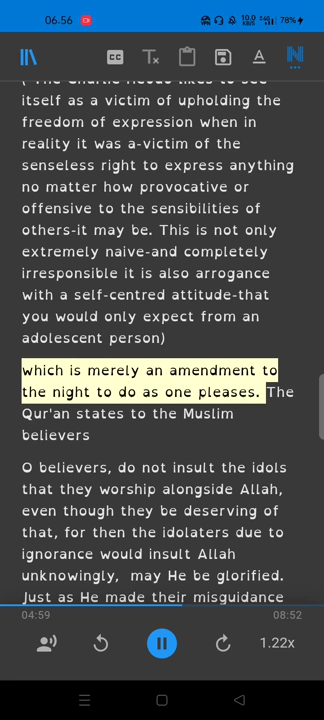 06.56
10.0 KB/S
78%
CC
N
( The Charlie Hebdo likes to see
itself as a victim of upholding the
freedom of expression when in
reality it was a-victim of the
senseless right to express anything
no matter how provocative or
offensive to the sensibilities of
others-it may be. This is not only
extremely naive-and completely
irresponsible it is also arrogance
with a self-centred attitude-that
you would only expect from an
adolescent person)
which is merely an amendment to
the night to do as one pleases. The
Qur'an states to the Muslim
believers
O believers, do not insult the idols
that they worship alongside Allah,
even though they be deserving of
that, for then the idolaters due to
ignorance would insult Allah
unknowingly, may He be glorified.
Just as He made their misguidance
04:59
08:52
1.22x